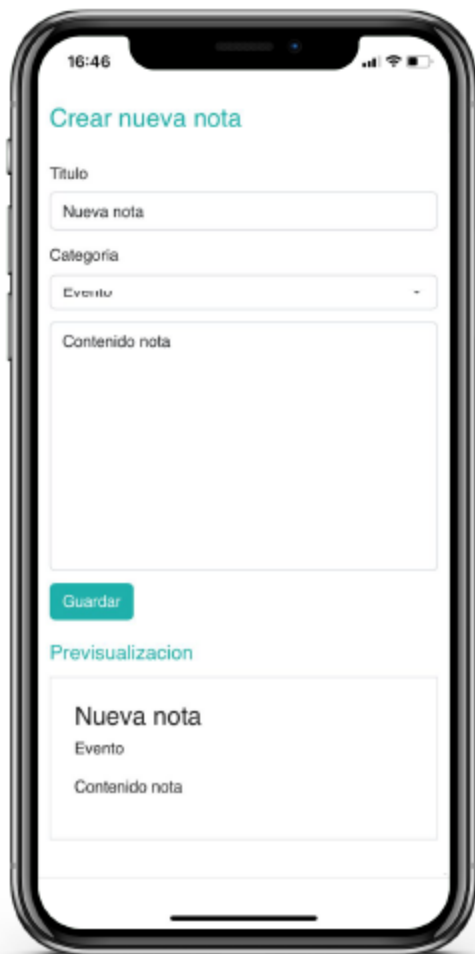 16:46
Crear nueva nota
Titulo
Nueva nota
Categoria
Evento
Contenido nota
Guardar
Previsualizacion
Nueva nota
Evento
Contenido nota